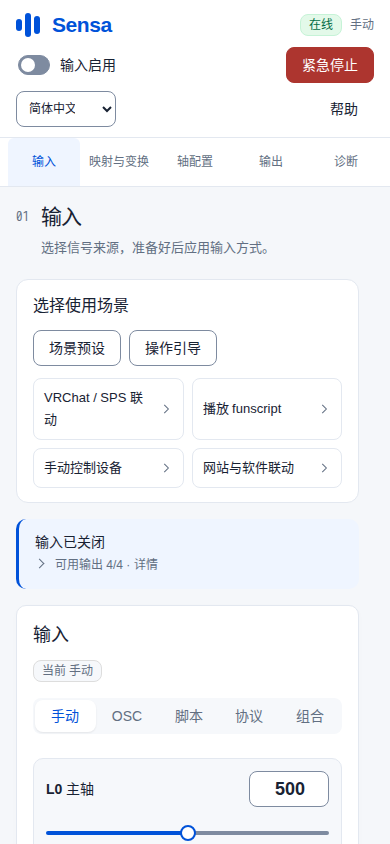 Sensa
在线 手动
输入启用
紧急停止
简体中文
帮助
输入 映射与变换 轴配置 输出 诊断
01 输入
选择信号来源，准备好后应用输入方式。
选择使用场景
场景预设 操作引导
VRChat / SPS 联
动
播放 funscript
手动控制设备 网站与软件联动
输入已关闭
可用输出 4/4 · 详情
输入
当前 手动
手动 OSC 脚本 协议 组合
L0 主轴 500